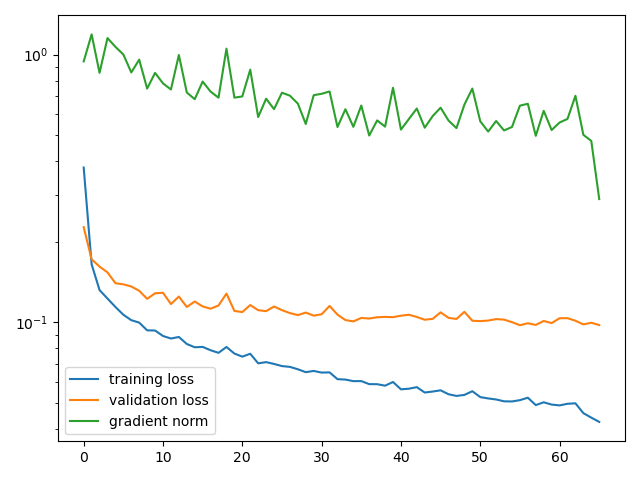 10⁰
10⁻¹
training loss
validation loss
gradient norm
0 10 20 30 40 50 60